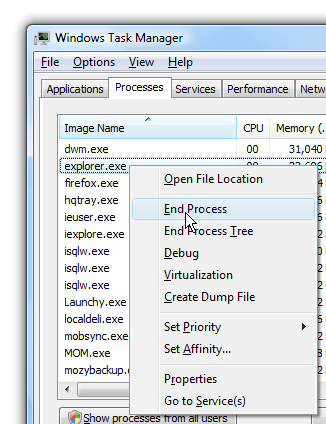 Windows Task Manager
File Options View Help
Applications Processes Services Performance Netw
Image Name CPU Memory (.
dwm.exe 00 31,040
explorer.exe
firefox.exe
hqtray.exe
ieuser.exe
iexplore.exe
isqlw.exe
isqlw.exe
isqlw.exe
Launchy.exe
localdeli.exe
mobsync.exe
MOM.exe
mozybackup.
Open File Location
End Process
End Process Tree
Debug
Virtualization
Create Dump File
Set Priority
Set Affinity...
Properties
Go to Service(s)
Show processes from all users